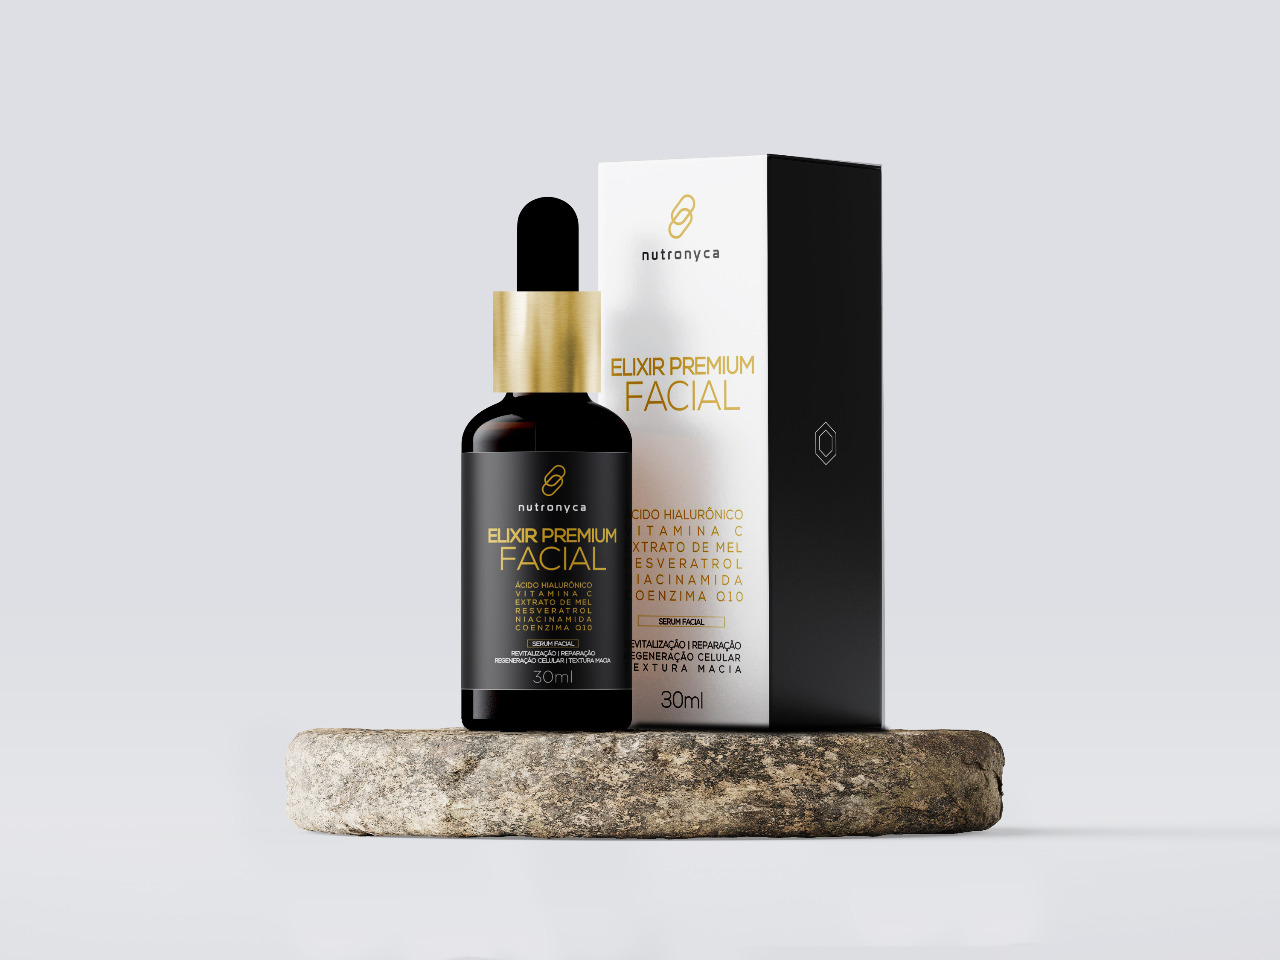 nutronyca
ELIXIR PREMIUM
FACIAL
ÁCIDO HIALURÔNICO
VITAMINA C
EXTRATO DE MEL
RESVERATROL
NIACINAMIDA
COENZIMA Q10
SERUM FACIAL
REVITALIZAÇÃO | REPARAÇÃO
REGENERAÇÃO CELULAR | TEXTURA MACIA
30ml
nutronyca
ELIXIR PREMIUM
FACIAL
CIDO HIALURÔNICO
ITAMINA C
XTRATO DE MEL
ESVERATROL
IACINAMIDA
OENZIMA Q10
SERUM FACIAL
EVITALIZAÇÃO | REPARAÇÃO
EGENERAÇÃO CELULAR
EXTURA MACIA
30ml